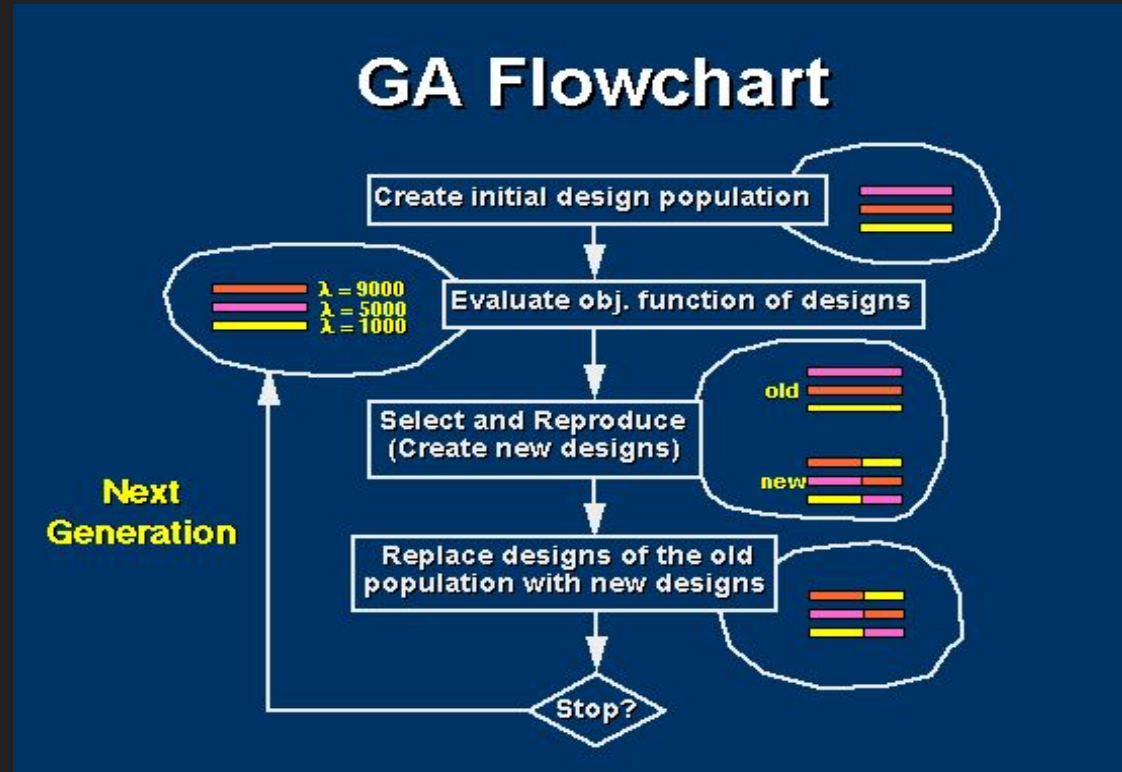 GA Flowchart
Create initial design population
λ = 9000
λ = 5000
λ = 1000
Evaluate obj. function of designs
old
Select and Reproduce
(Create new designs)
new
Next
Generation
Replace designs of the old
population with new designs
Stop?